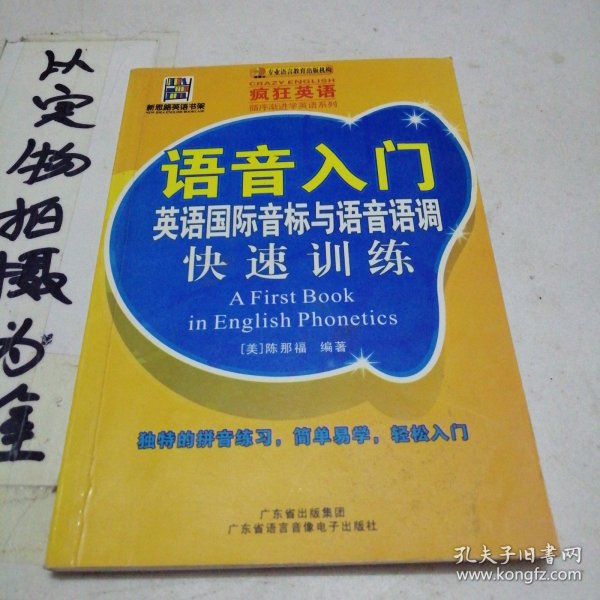 以定物拍摄为准
新思路英语书架
专业语言教育出版机构
CRAZY ENGLISH
疯狂英语
循序渐进学英语系列
语音入门
英语国际音标与语音语调
快速训练
A First Book
in English Phonetics
[美]陈那福 编著
独特的拼音练习，简单易学，轻松入门
广东省出版集团
广东省语言音像电子出版社
孔夫子旧书网
www.kongfz.com